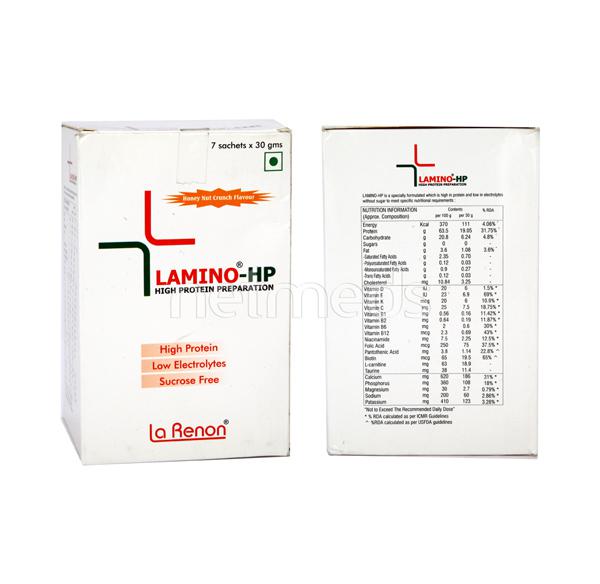 7 sachets x 30 gms
Honey Nut Crunch Flavour
LAMINO®-HP
HIGH PROTEIN PREPARATION
High Protein
Low Electrolytes
Sucrose Free
La Renon®
LAMINO-HP
HIGH PROTEIN PREPARATION
LAMINO-HP is a specially formulated which is high in protein and low in electrolytes
without sugar to meet specific nutritional requirements :
NUTRITION INFORMATION Contents % RDA
(Approx. Composition) per 100 g per 30 g
Energy Kcal 370 111 4.06%
Protein g 63.5 19.05 31.75%
Carbohydrate g 20.8 6.24 4.8%
Sugars g 0 0 -
Fat g 3.6 1.08 3.6%
-Saturated Fatty Acids g 2.35 0.70 -
-Polyunsaturated Fatty Acids g 0.12 0.03 -
-Monounsaturated Fatty Acids g 0.9 0.27 -
-Trans Fatty Acids g 0.12 0.03 -
Cholesterol mg 10.84 3.25 -
Vitamin D IU 20 6 1.5% *
Vitamin E IU 23 6.9 69% *
Vitamin K mcg 20 6 10.9% *
Vitamin C mg 25 7.5 18.75% *
Vitamin B1 mg 0.56 0.16 11.42% *
Vitamin B2 mg 0.64 0.19 11.87% *
Vitamin B6 mg 2 0.6 30% *
Vitamin B12 mcg 2.3 0.69 43% *
Niacinamide mg 7.5 2.25 12.5% *
Folic Acid mcg 250 75 37.5% *
Pantothenic Acid mg 3.8 1.14 22.8% ^
Biotin mcg 65 19.5 65% ^
L-carnitine mg 63 18.9 -
Taurine mg 38 11.4 -
Calcium mg 620 186 31% *
Phosphorus mg 360 108 18% *
Magnesium mg 30 2.7 0.79% *
Sodium mg 200 60 2.86% *
Potassium mg 410 123 3.28% *
"Not to Exceed The Recommended Daily Dose"
* % RDA calculated as per ICMR Guidelines
^ %RDA calculated as per USFDA guidelines
netmeds